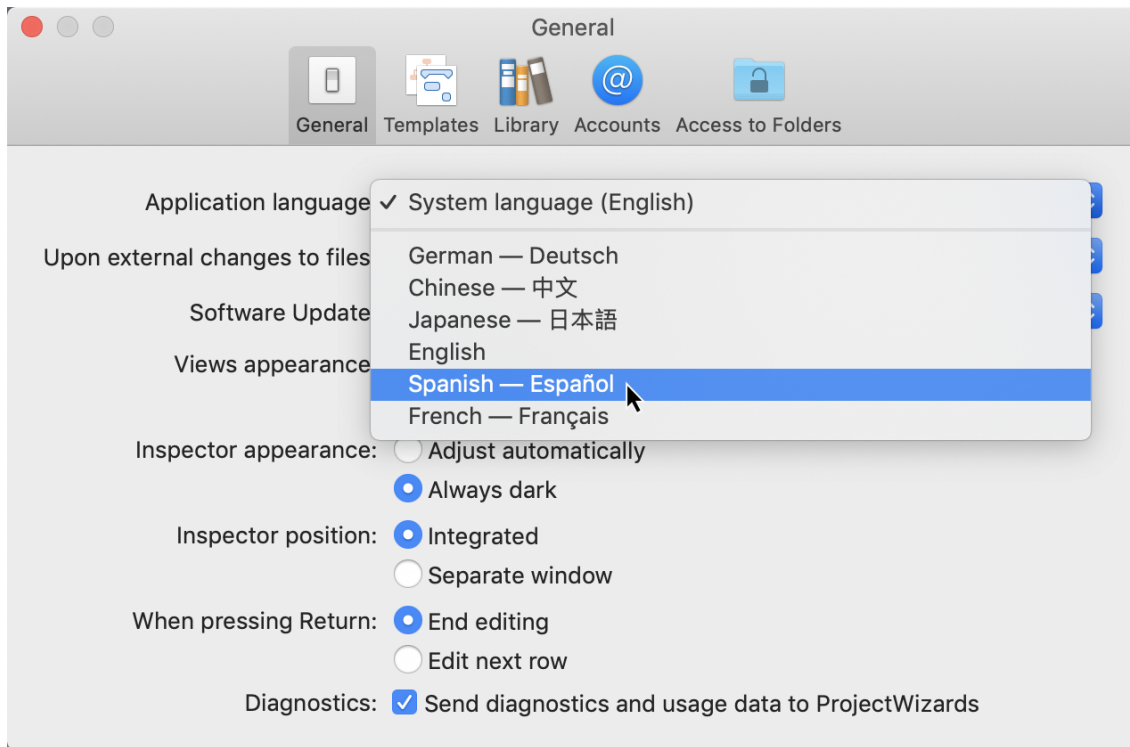 General
General Templates Library Accounts Access to Folders
Application language
✓ System language (English)
German — Deutsch
Chinese — 中文
Japanese — 日本語
English
Spanish — Español
French — Français
Upon external changes to files
Software Update
Views appearance
Inspector appearance: Adjust automatically
Always dark
Inspector position: Integrated
Separate window
When pressing Return: End editing
Edit next row
Diagnostics: Send diagnostics and usage data to ProjectWizards